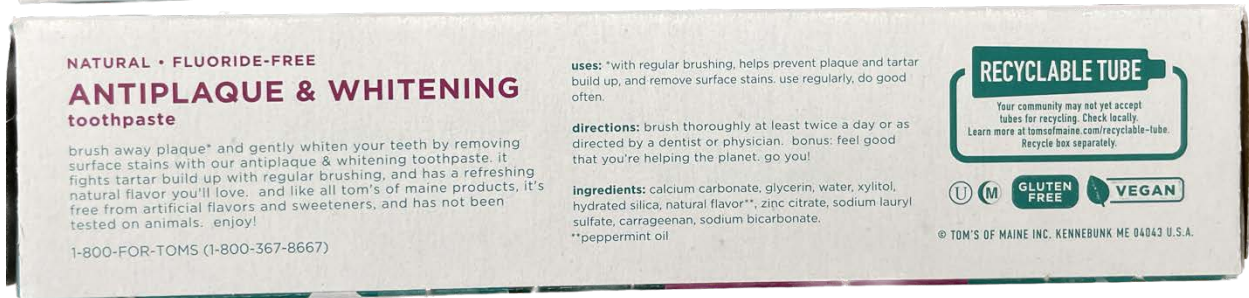 NATURAL • FLUORIDE-FREE
ANTIPLAQUE & WHITENING
toothpaste
brush away plaque* and gently whiten your teeth by removing
surface stains with our antiplaque & whitening toothpaste. it
fights tartar build up with regular brushing, and has a refreshing
natural flavor you'll love. and like all tom's of maine products, it's
free from artificial flavors and sweeteners, and has not been
tested on animals. enjoy!
1-800-FOR-TOMS (1-800-367-8667)
uses: *with regular brushing, helps prevent plaque and tartar
build up, and remove surface stains. use regularly, do good
often.
directions: brush thoroughly at least twice a day or as
directed by a dentist or physician. bonus: feel good
that you're helping the planet. go you!
ingredients: calcium carbonate, glycerin, water, xylitol,
hydrated silica, natural flavor**, zinc citrate, sodium lauryl
sulfate, carrageenan, sodium bicarbonate.
**peppermint oil
RECYCLABLE TUBE
Your community may not yet accept
tubes for recycling. Check locally.
Learn more at tomsofmaine.com/recyclable-tube.
Recycle box separately.
U
M
GLUTEN
FREE
VEGAN
© TOM'S OF MAINE INC. KENNEBUNK ME 04043 U.S.A.